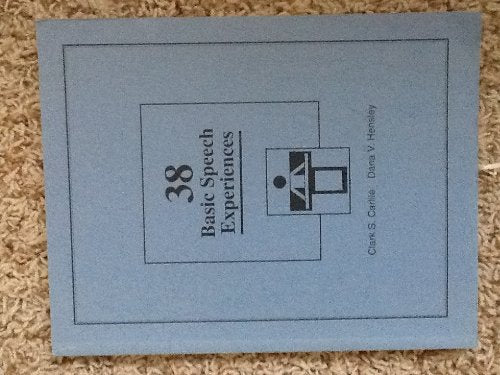 38
Basic Speech
Experiences
Clark S. Carlile Dana V. Hensley